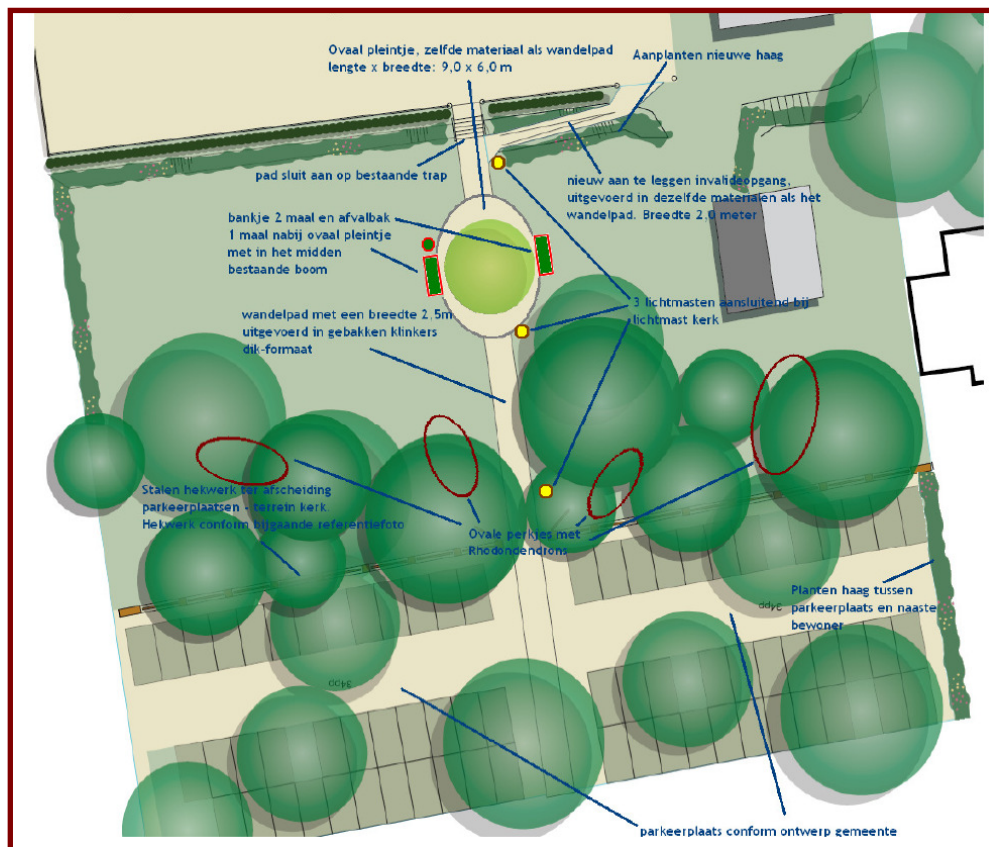 Ovaal pleintje, zelfde materiaal als wandelpad
lengte x breedte: 9,0 x 6,0 m
Aanplanten nieuwe haag
pad sluit aan op bestaande trap
nieuw aan te leggen invalideopgang,
uitgevoerd in dezelfde materialen als het
wandelpad. Breedte 2,0 meter
bankje 2 maal en afvalbak
1 maal nabij ovaal pleintje
met in het midden
bestaande boom
3 lichtmasten aansluitend bij
lichtmast kerk
wandelpad met een breedte 2,5m
uitgevoerd in gebakken klinkers
dik-formaat
Stalen hekwerk ter afscheiding
parkeerplaatsen - terrein kerk.
Hekwerk conform bijgaande referentiefoto
Ovale perkjes met
Rhodondendrons
Planten haag tussen
parkeerplaats en naaste
bewoner
34pp
34pp
parkeerplaats conform ontwerp gemeente